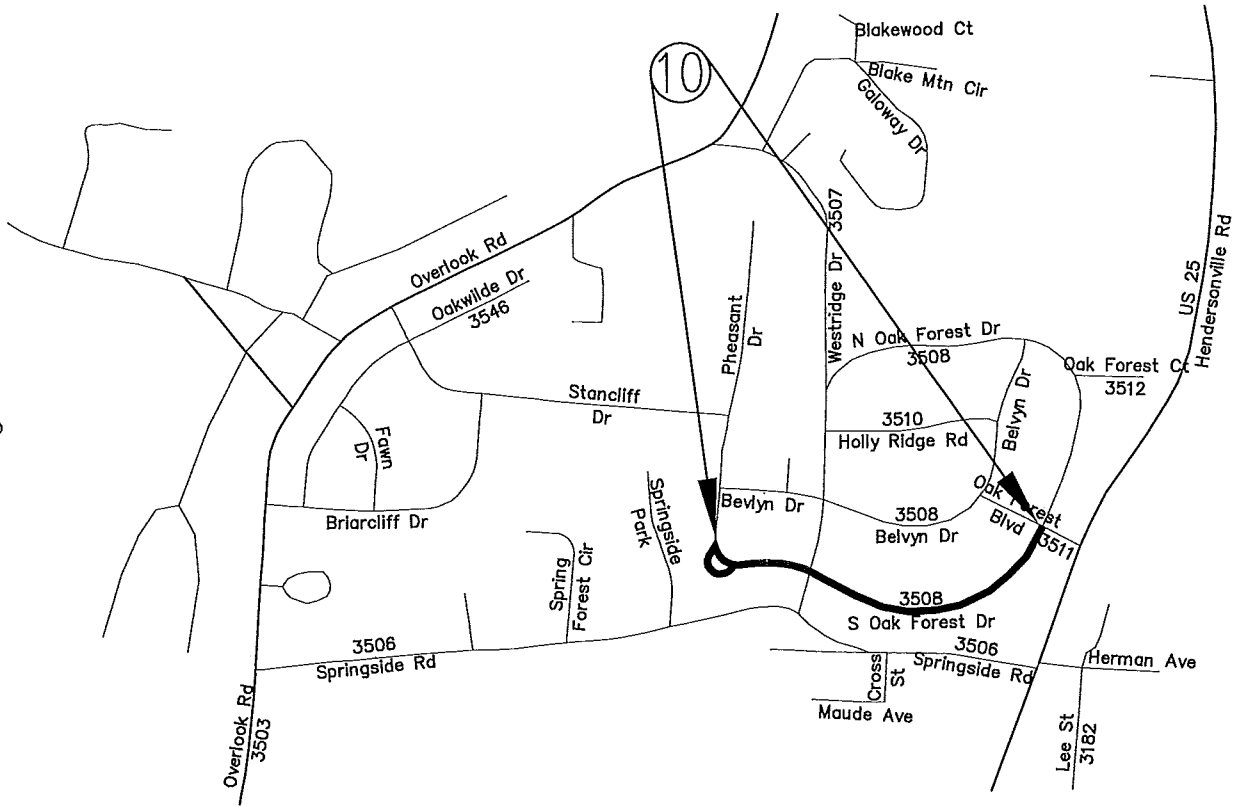 Blakewood Ct
10
Blake Mtn Cir
Galoway Dr
3507
Westridge Dr
US 25
Hendersonville Rd
Overlook Rd
Oakwilde Dr
3546
Pheasant
Dr
N Oak Forest Dr
3508
Oak Forest Ct
3512
Belvyn Dr
Stancliff
Dr
3510
Holly Ridge Rd
Fawn
Dr
Briarcliff Dr
Springside
Park
Bevlyn Dr
3508
Belvyn Dr
Oak Forest
Blvd
3511
Spring
Forest Cir
3508
S Oak Forest Dr
3506
Springside Rd
3506
Springside Rd
Herman Ave
Cross
St
Maude Ave
Overlook Rd
3503
Lee St
3182